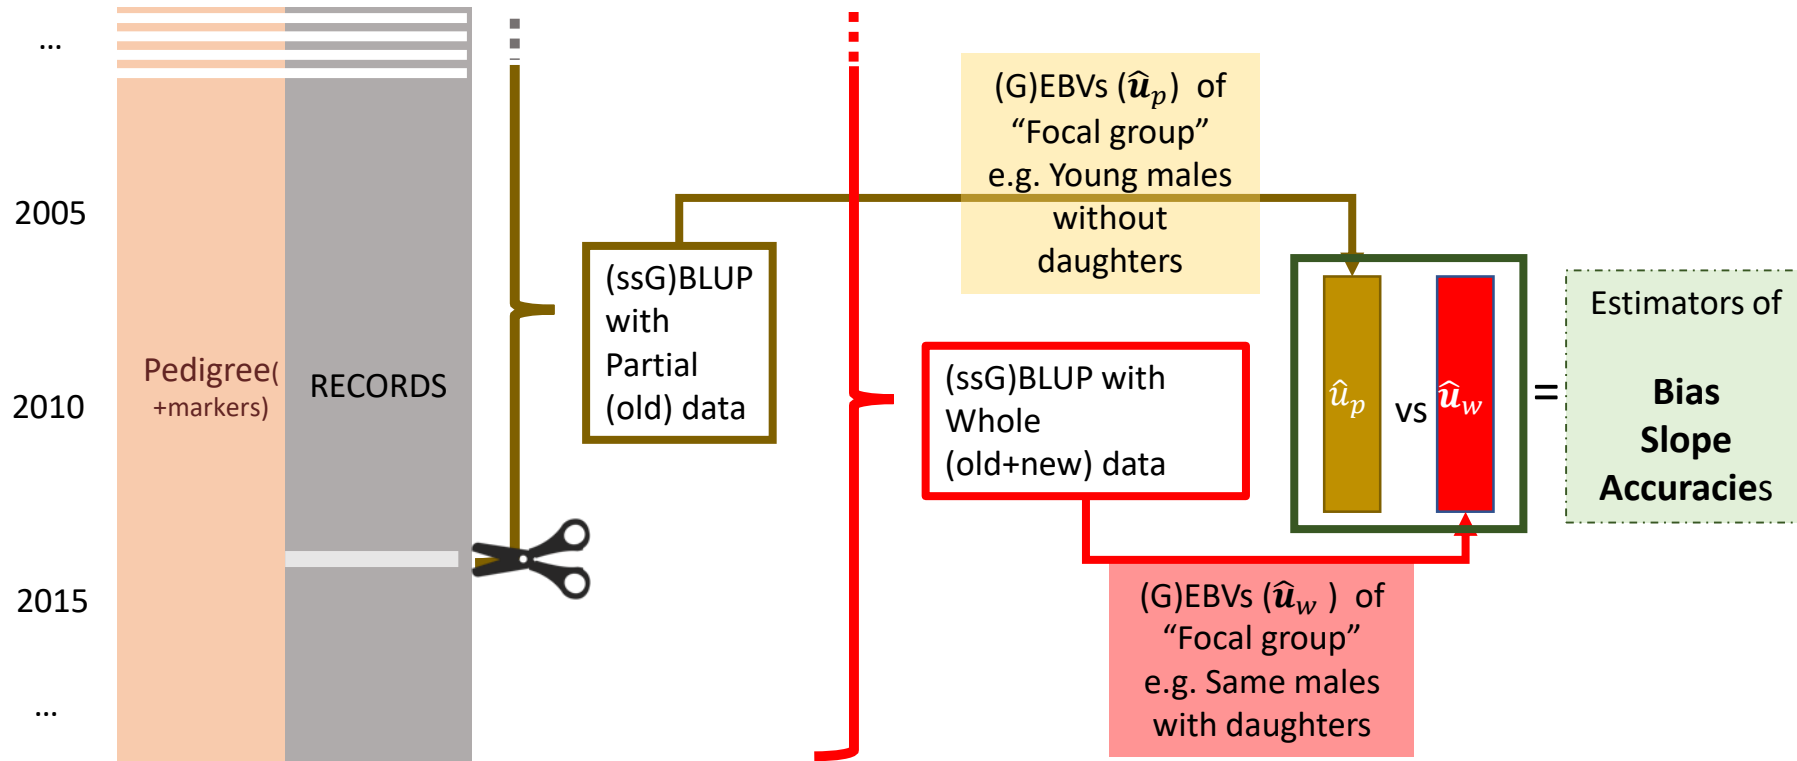 ...
2005
2010
2015
...
Pedigree(
+markers)
RECORDS
(ssG)BLUP
with
Partial
(old) data
(G)EBVs (û_p) of
“Focal group”
e.g. Young males
without
daughters
(ssG)BLUP with
Whole
(old+new) data
(G)EBVs (û_w ) of
“Focal group”
e.g. Same males
with daughters
û_p vs û_w
=
Estimators of
Bias
Slope
Accuracies